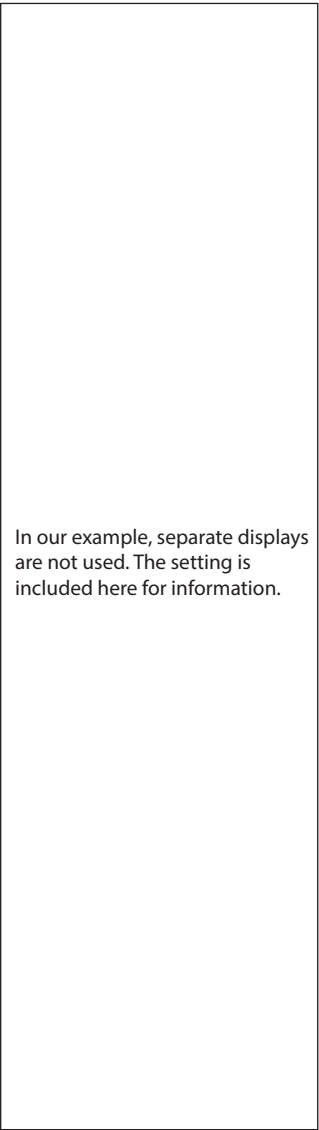 In our example, separate displays
are not used. The setting is
included here for information.